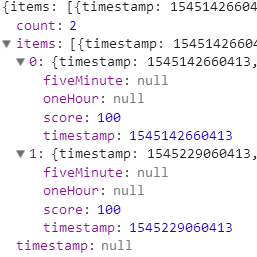 {items: [{timestamp: 15451426604
count: 2
▼ items: [{timestamp: 15451426604
▼ 0: {timestamp: 1545142660413,
fiveMinute: null
oneHour: null
score: 100
timestamp: 1545142660413
▼ 1: {timestamp: 1545229060413,
fiveMinute: null
oneHour: null
score: 100
timestamp: 1545229060413
timestamp: null